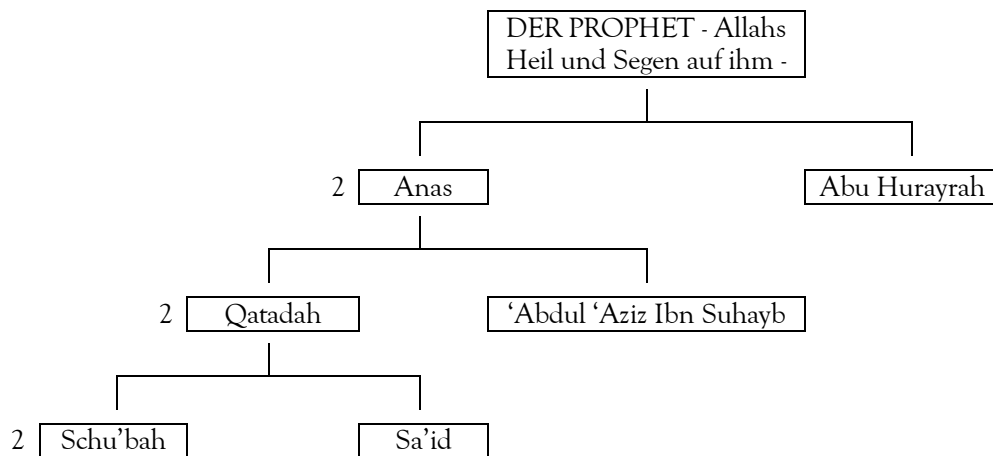 DER PROPHET - Allahs
Heil und Segen auf ihm -
2 Anas
Abu Hurayrah
2 Qatadah
‘Abdul ‘Aziz Ibn Suhayb
2 Schu’bah
Sa’id